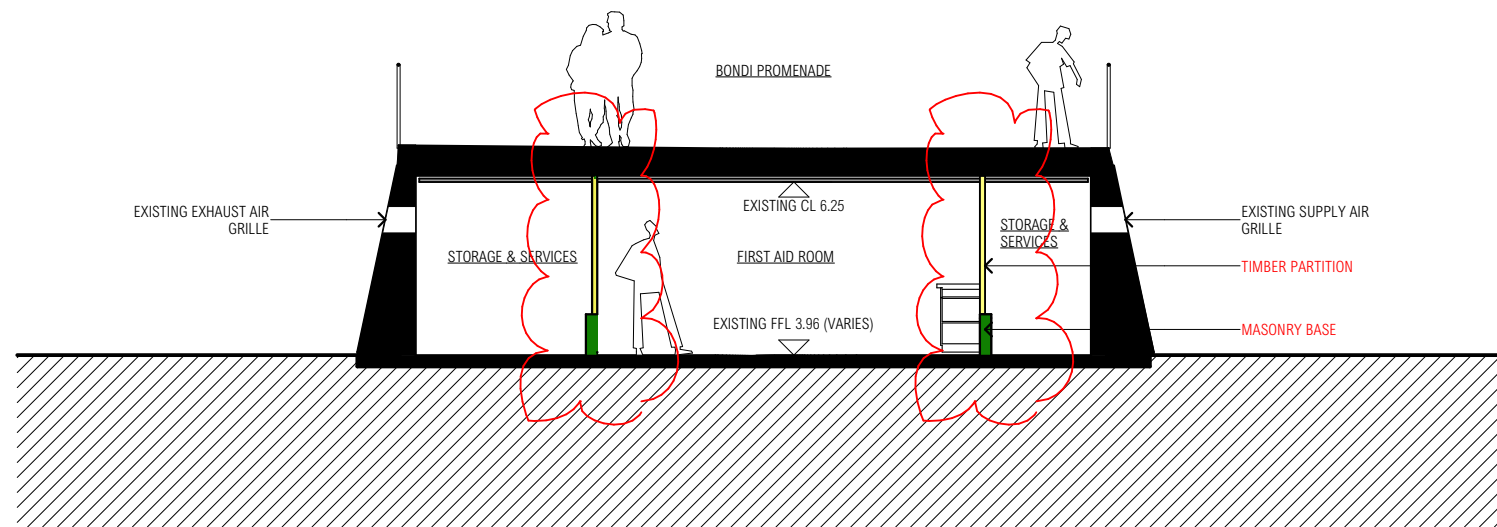 BONDI PROMENADE
EXISTING CL 6.25
EXISTING EXHAUST AIR
GRILLE
STORAGE & SERVICES
FIRST AID ROOM
STORAGE &
SERVICES
EXISTING SUPPLY AIR
GRILLE
TIMBER PARTITION
EXISTING FFL 3.96 (VARIES)
MASONRY BASE